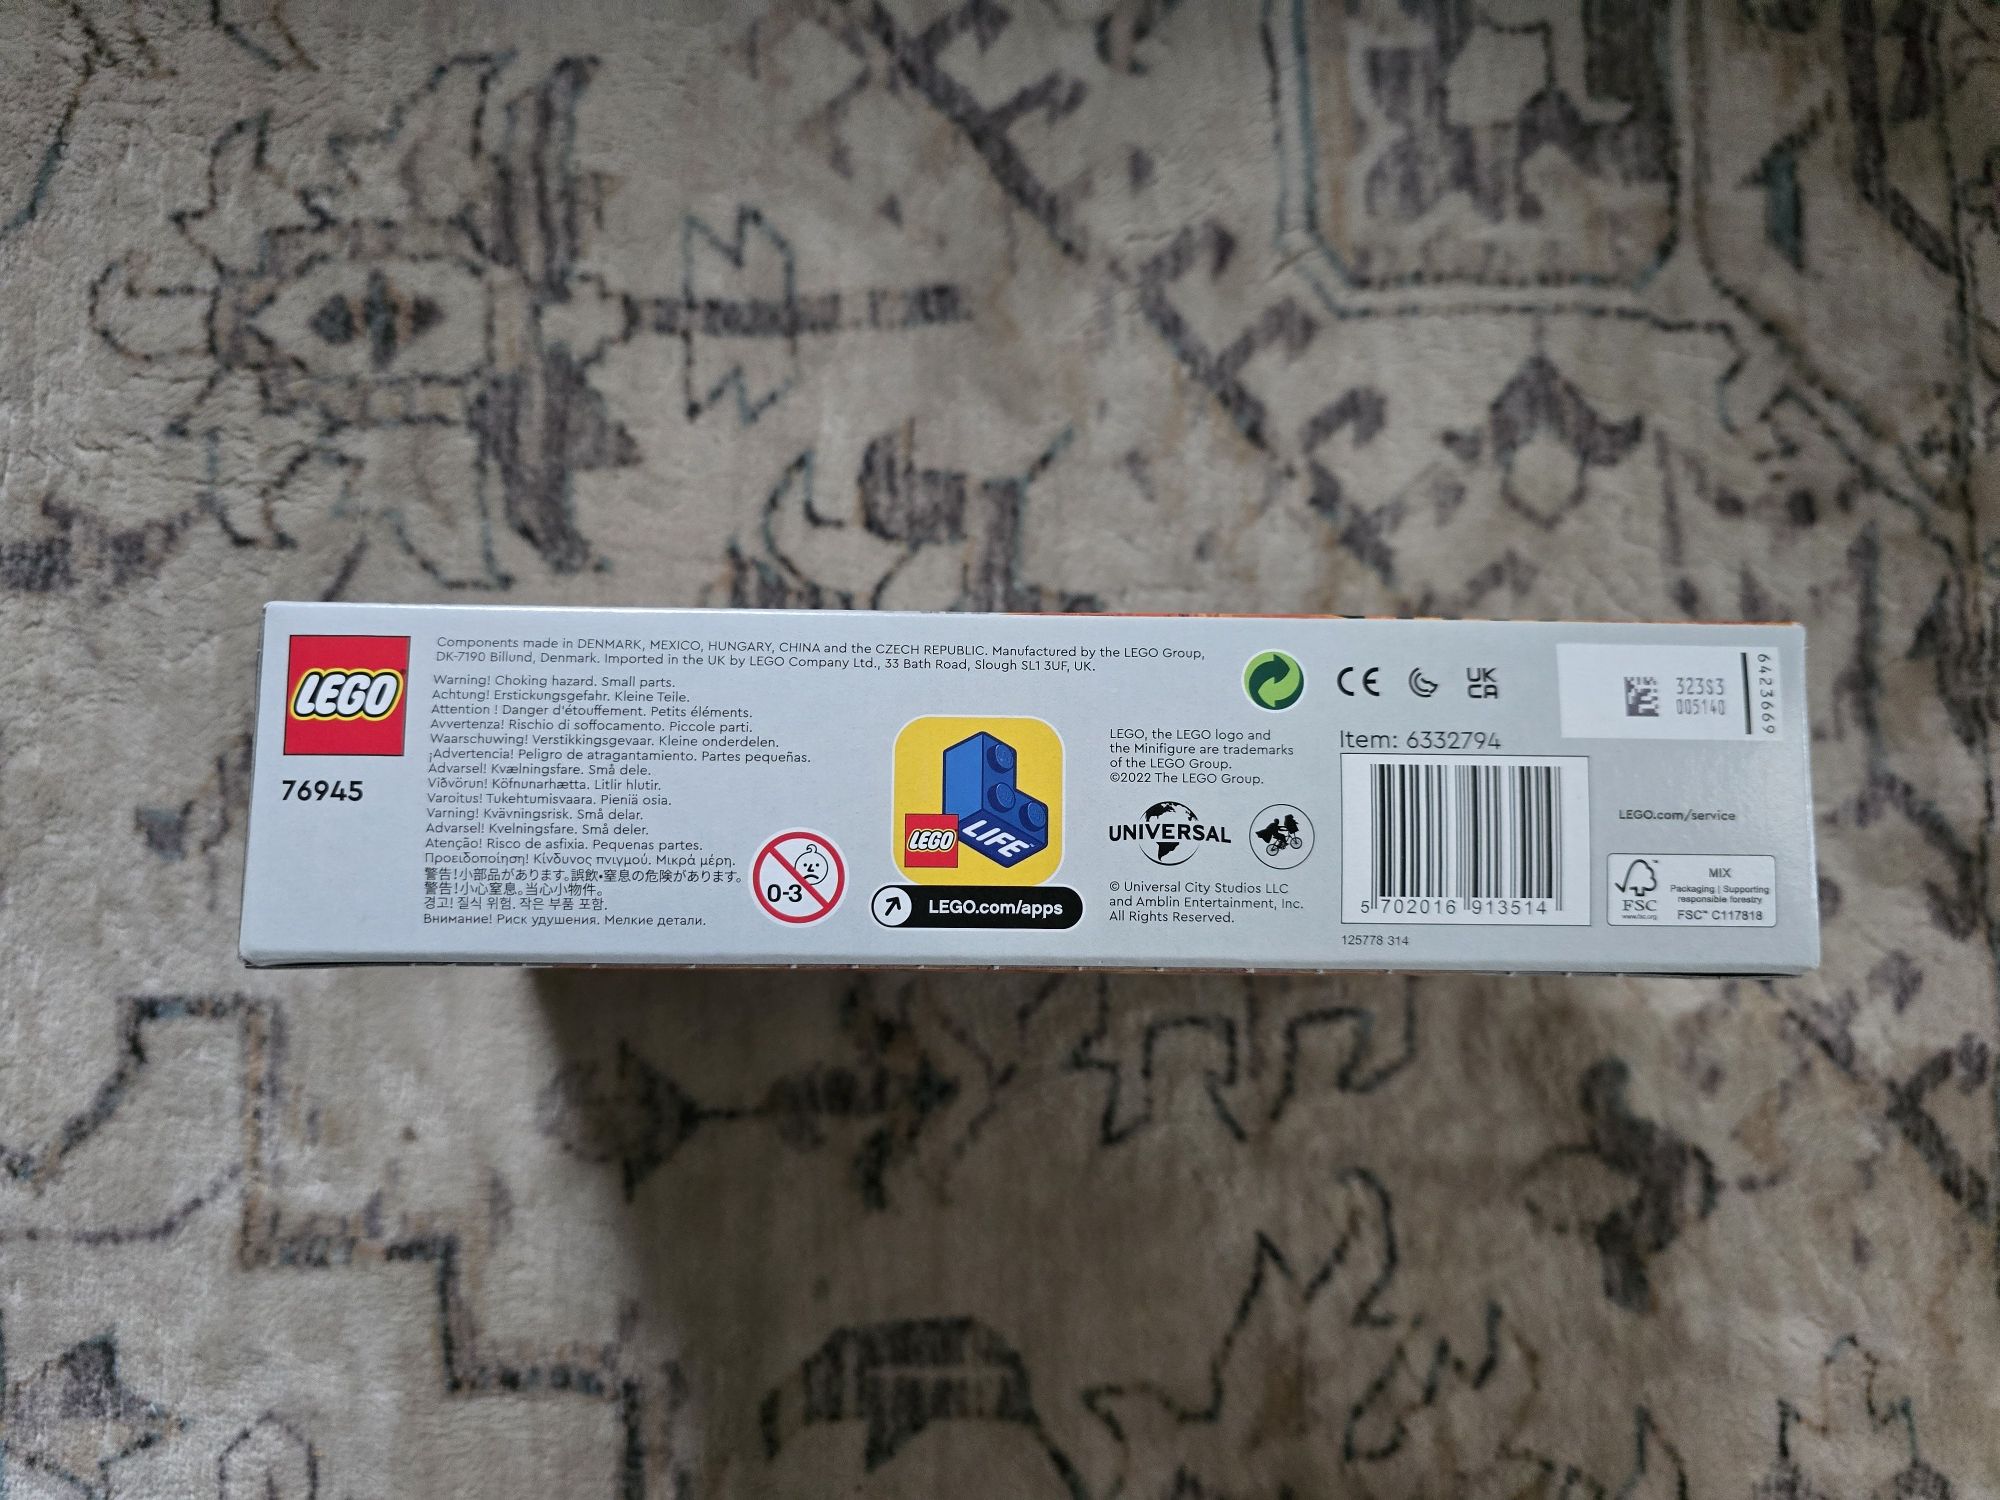 LEGO
76945
Components made in DENMARK, MEXICO, HUNGARY, CHINA and the CZECH REPUBLIC. Manufactured by the LEGO Group,
DK-7190 Billund, Denmark. Imported in the UK by LEGO Company Ltd., 33 Bath Road, Slough SL1 3UF, UK.
Warning! Choking hazard. Small parts.
Achtung! Erstickungsgefahr. Kleine Teile.
Attention ! Danger d'étouffement. Petits éléments.
Avvertenza! Rischio di soffocamento. Piccole parti.
Waarschuwing! Verstikkingsgevaar. Kleine onderdelen.
¡Advertencia! Peligro de atragantamiento. Partes pequeñas.
Advarsel! Kvælningsfare. Små dele.
Viðvörun! Köfnunarhætta. Litlir hlutir.
Varoitus! Tukehtumisvaara. Pieniä osia.
Varning! Kvävningsrisk. Små delar.
Advarsel! Kvelningsfare. Små deler.
Atenção! Risco de asfixia. Pequenas partes.
Προειδοποίηση! Κίνδυνος πνιγμού. Μικρά μέρη.
警告!小部品があります。誤飲•窒息の危険があります。
警告!小心窒息。当心小物件。
경고! 질식 위험. 작은 부품 포함.
Внимание! Риск удушения. Мелкие детали.
0-3
LEGO
LIFE
LEGO.com/apps
LEGO, the LEGO logo and
the Minifigure are trademarks
of the LEGO Group.
©2022 The LEGO Group.
UNIVERSAL
© Universal City Studios LLC
and Amblin Entertainment, Inc.
All Rights Reserved.
CE
UK
CA
Item: 6332794
5 702016 913514
125778 314
323S3
005140
6423669
LEGO.com/service
FSC
www.fsc.org
MIX
Packaging | Supporting
responsible forestry
FSC™ C117818